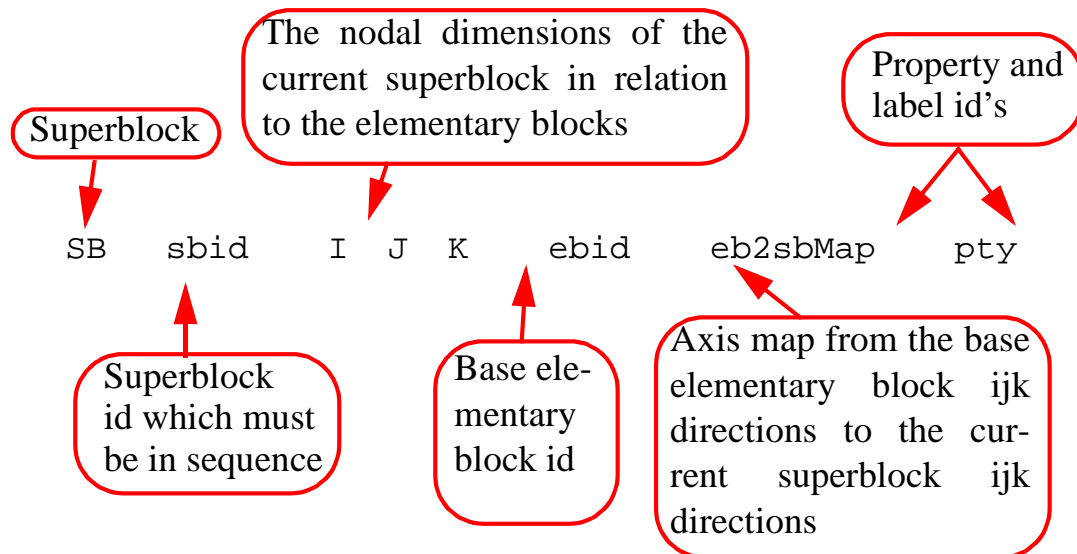 The nodal dimensions of the
current superblock in relation
to the elementary blocks
Property and
label id's
Superblock
SB sbid I J K ebid eb2sbMap pty
Superblock
id which must
be in sequence
Base ele-
mentary
block id
Axis map from the base
elementary block ijk
directions to the cur-
rent superblock ijk
directions